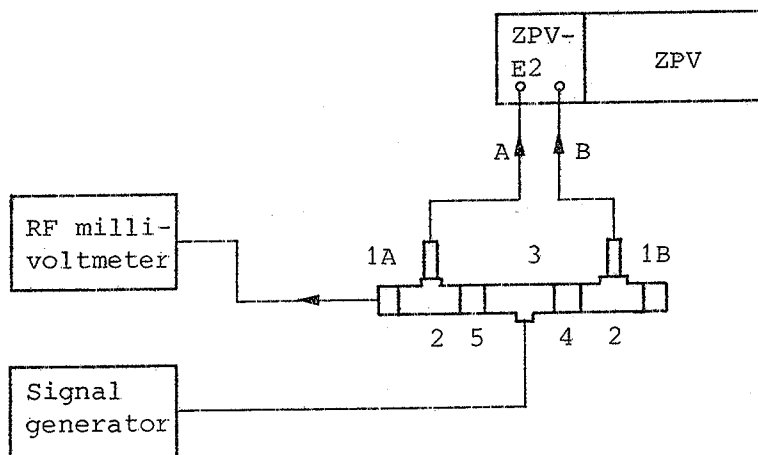 ZPV-
E2
ZPV
A
B
RF milli-
voltmeter
1A
3
1B
2
5
4
2
Signal
generator